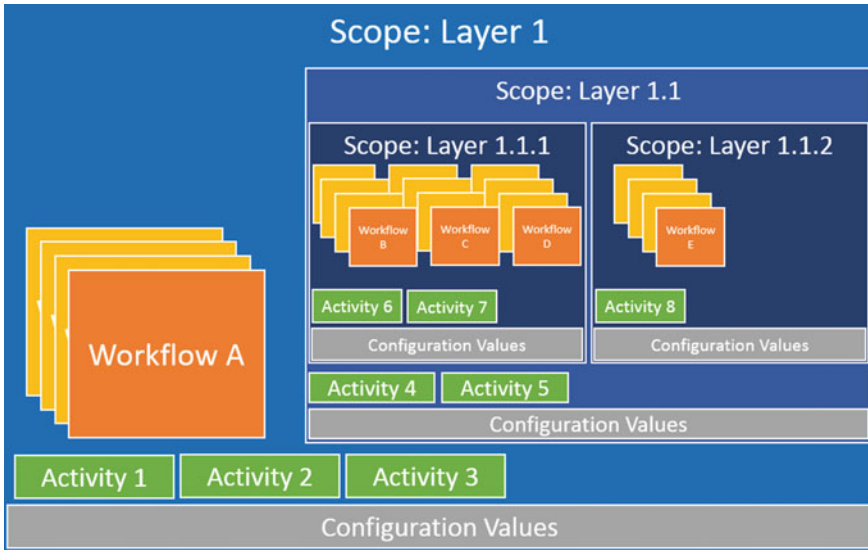 Scope: Layer 1
Scope: Layer 1.1
Scope: Layer 1.1.1
Scope: Layer 1.1.2
Workflow
B
Workflow
C
Workflow
D
Workflow
E
Activity 6
Activity 7
Activity 8
Configuration Values
Configuration Values
Workflow A
Activity 4
Activity 5
Configuration Values
Activity 1
Activity 2
Activity 3
Configuration Values